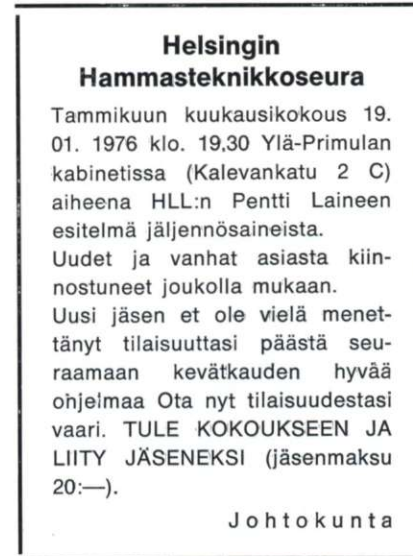 Helsingin
Hammasteknikkoseura
Tammikuun kuukausikokous 19.
01. 1976 klo. 19,30 Ylä-Primulan
kabinetissa (Kalevankatu 2 C)
aiheena HLL:n Pentti Laineen
esitelmä jäljennösaineista.
Uudet ja vanhat asiasta kiin-
nostuneet joukolla mukaan.
Uusi jäsen et ole vielä menet-
tänyt tilaisuuttasi päästä seu-
raamaan kevätkauden hyvää
ohjelmaa Ota nyt tilaisuudestasi
vaari. TULE KOKOUKSEEN JA
LIITY JÄSENEKSI (jäsenmaksu
20:—).
Johtokunta